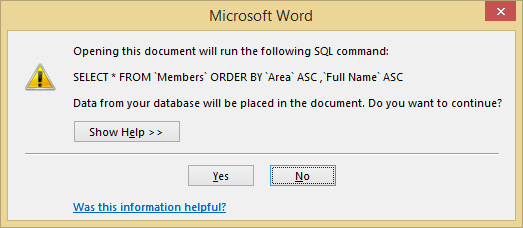 Microsoft Word
Opening this document will run the following SQL command:
SELECT * FROM `Members` ORDER BY `Area` ASC ,`Full Name` ASC
Data from your database will be placed in the document. Do you want to continue?
Show Help >>
Yes No
Was this information helpful?